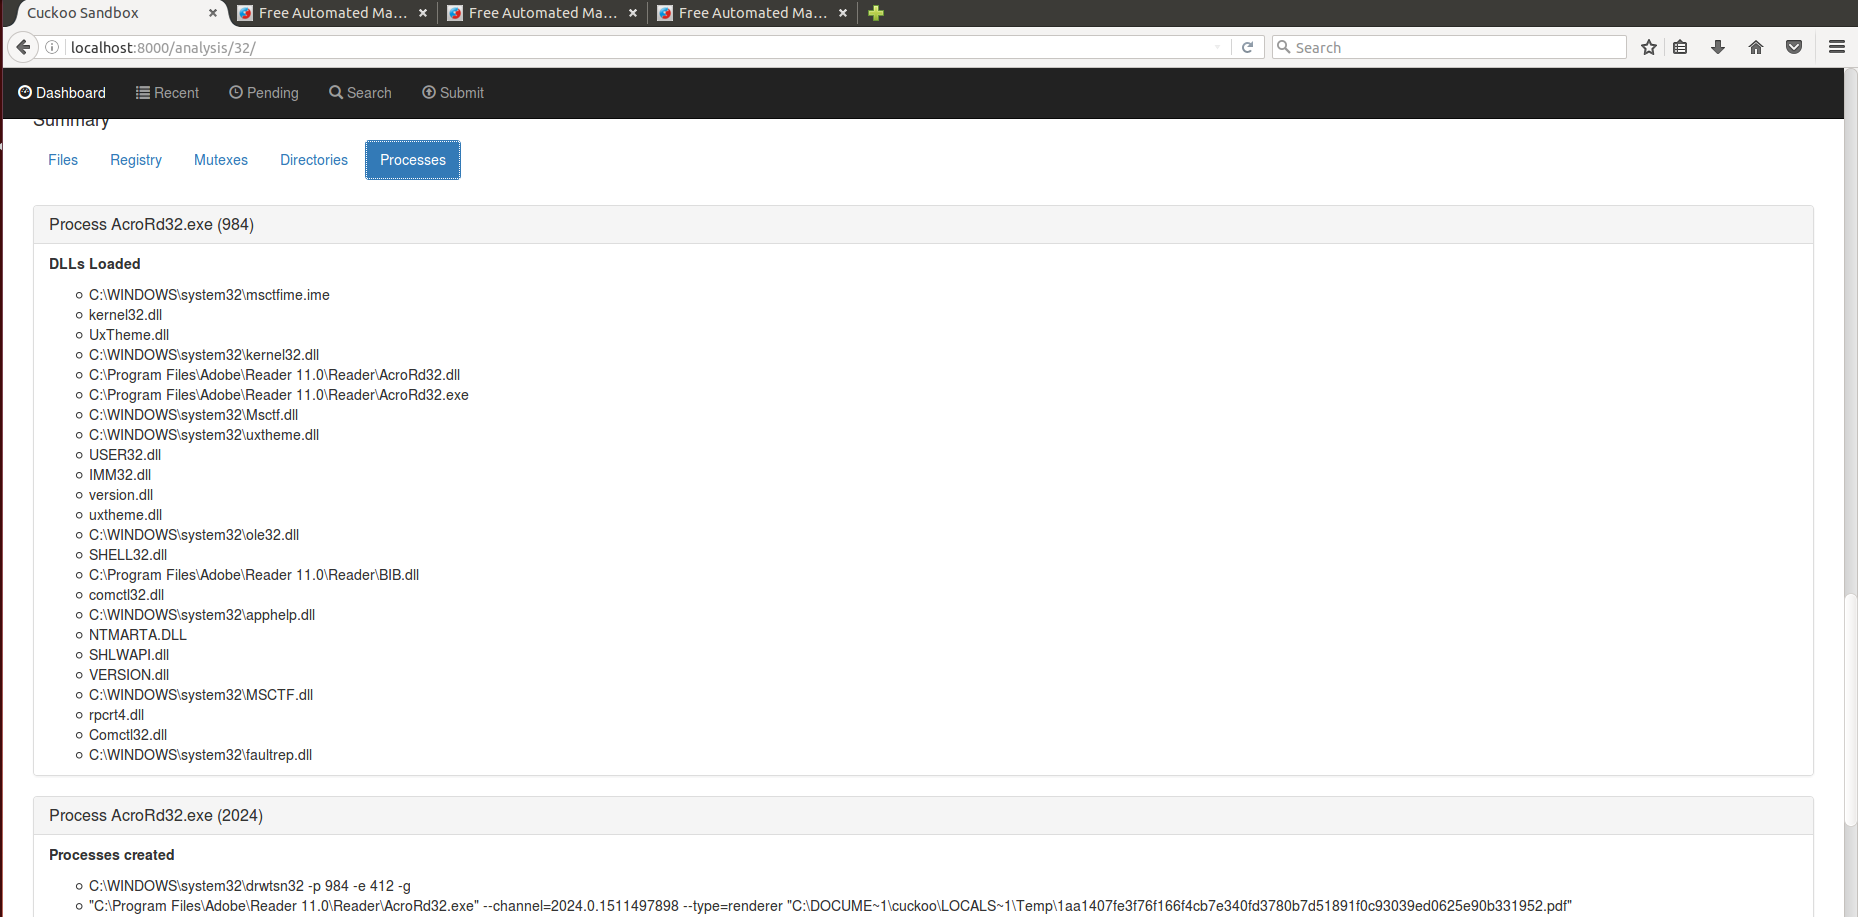 Cuckoo Sandbox
Free Automated Ma...
Free Automated Ma...
Free Automated Ma...
localhost:8000/analysis/32/
Search
Dashboard
Recent
Pending
Search
Submit
Summary
Files
Registry
Mutexes
Directories
Processes
Process AcroRd32.exe (984)
DLLs Loaded
C:\WINDOWS\system32\msctfime.ime
kernel32.dll
UxTheme.dll
C:\WINDOWS\system32\kernel32.dll
C:\Program Files\Adobe\Reader 11.0\Reader\AcroRd32.dll
C:\Program Files\Adobe\Reader 11.0\Reader\AcroRd32.exe
C:\WINDOWS\system32\Msctf.dll
C:\WINDOWS\system32\uxtheme.dll
USER32.dll
IMM32.dll
version.dll
uxtheme.dll
C:\WINDOWS\system32\ole32.dll
SHELL32.dll
C:\Program Files\Adobe\Reader 11.0\Reader\BIB.dll
comctl32.dll
C:\WINDOWS\system32\apphelp.dll
NTMARTA.DLL
SHLWAPI.dll
VERSION.dll
C:\WINDOWS\system32\MSCTF.dll
rpcrt4.dll
Comctl32.dll
C:\WINDOWS\system32\faultrep.dll
Process AcroRd32.exe (2024)
Processes created
C:\WINDOWS\system32\drwtsn32 -p 984 -e 412 -g
"C:\Program Files\Adobe\Reader 11.0\Reader\AcroRd32.exe" --channel=2024.0.1511497898 --type=renderer "C:\DOCUME~1\cuckoo\LOCALS~1\Temp\1aa1407fe3f76f166f4cb7e340fd3780b7d51891f0c93039ed0625e90b331952.pdf"